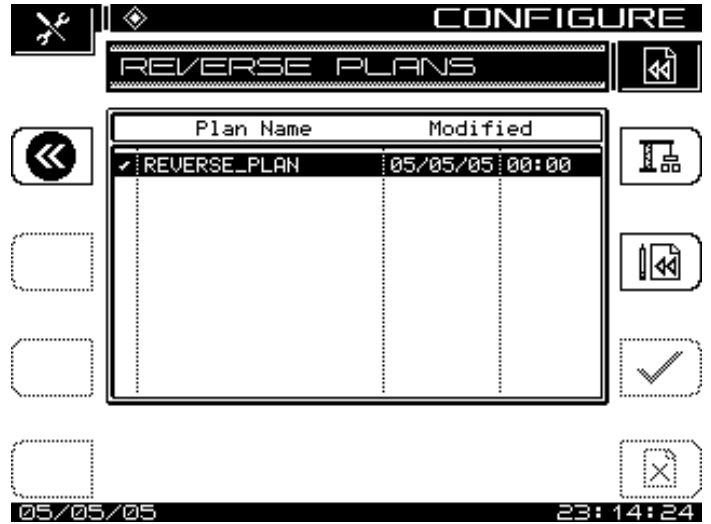 CONFIGURE
REVERSE PLANS
Plan Name Modified
REVERSE_PLAN 05/05/05 00:00
05/05/05 23:14:24